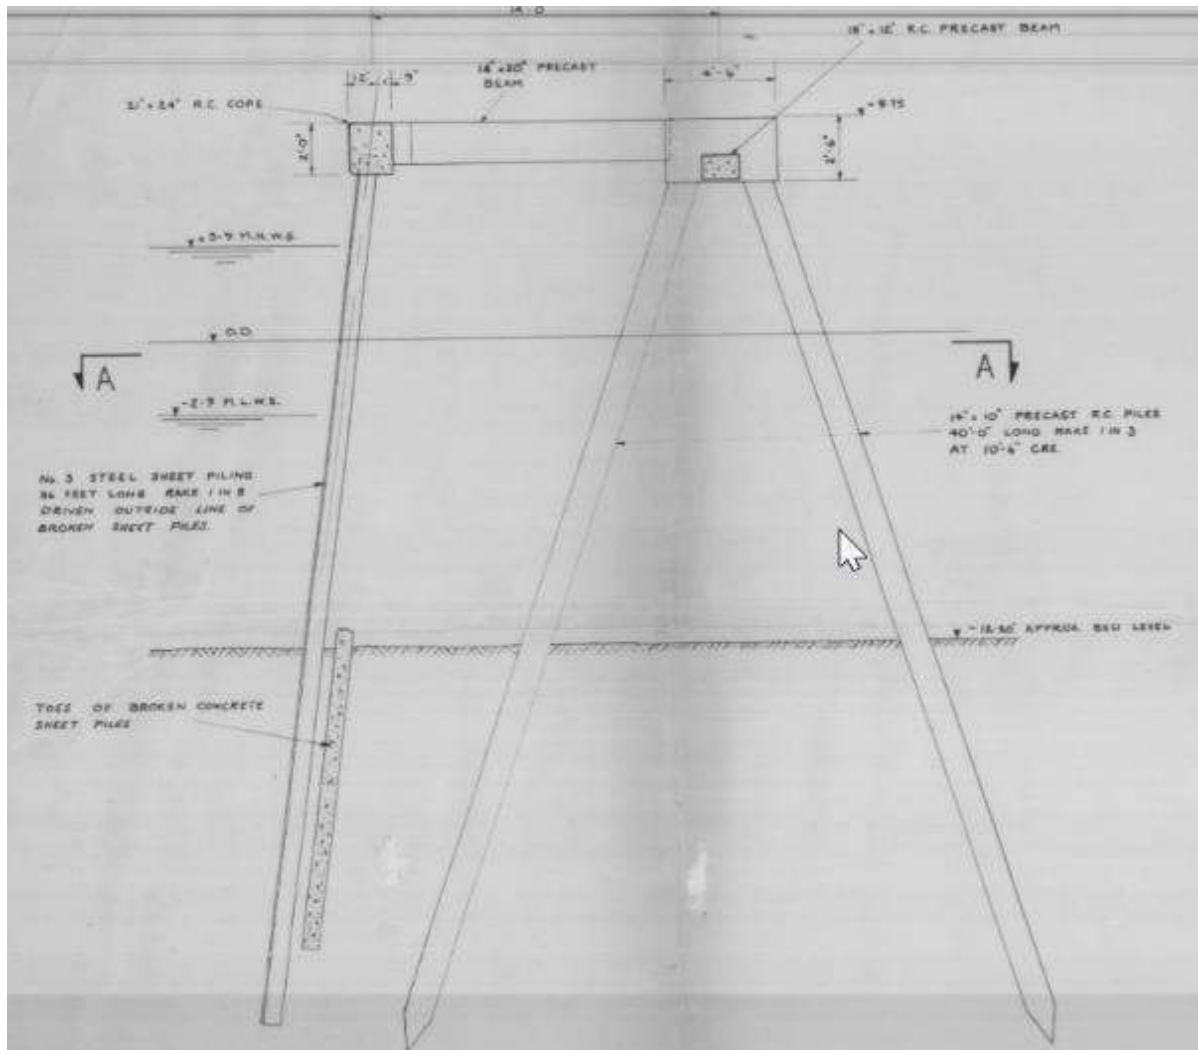 14'-0"
18" x 12" R.C. PRECAST BEAM
12" 9"
18" x 20" PRECAST
BEAM
4'-6"
21" x 24" R.C. COPE
2'-0"
2'-6"
+3.9 M.H.W.S.
O.D.
A
A
-2.9 M.L.W.S.
14" x 10" PRECAST R.C. PILES
40'-0" LONG RAKE 1 IN 3
AT 10'-6" CRS.
No. 3 STEEL SHEET PILING
36 FEET LONG RAKE 1 IN 8
DRIVEN OUTSIDE LINE OF
BROKEN SHEET PILES.
APPROX BED LEVEL
TOES OF BROKEN CONCRETE
SHEET PILES